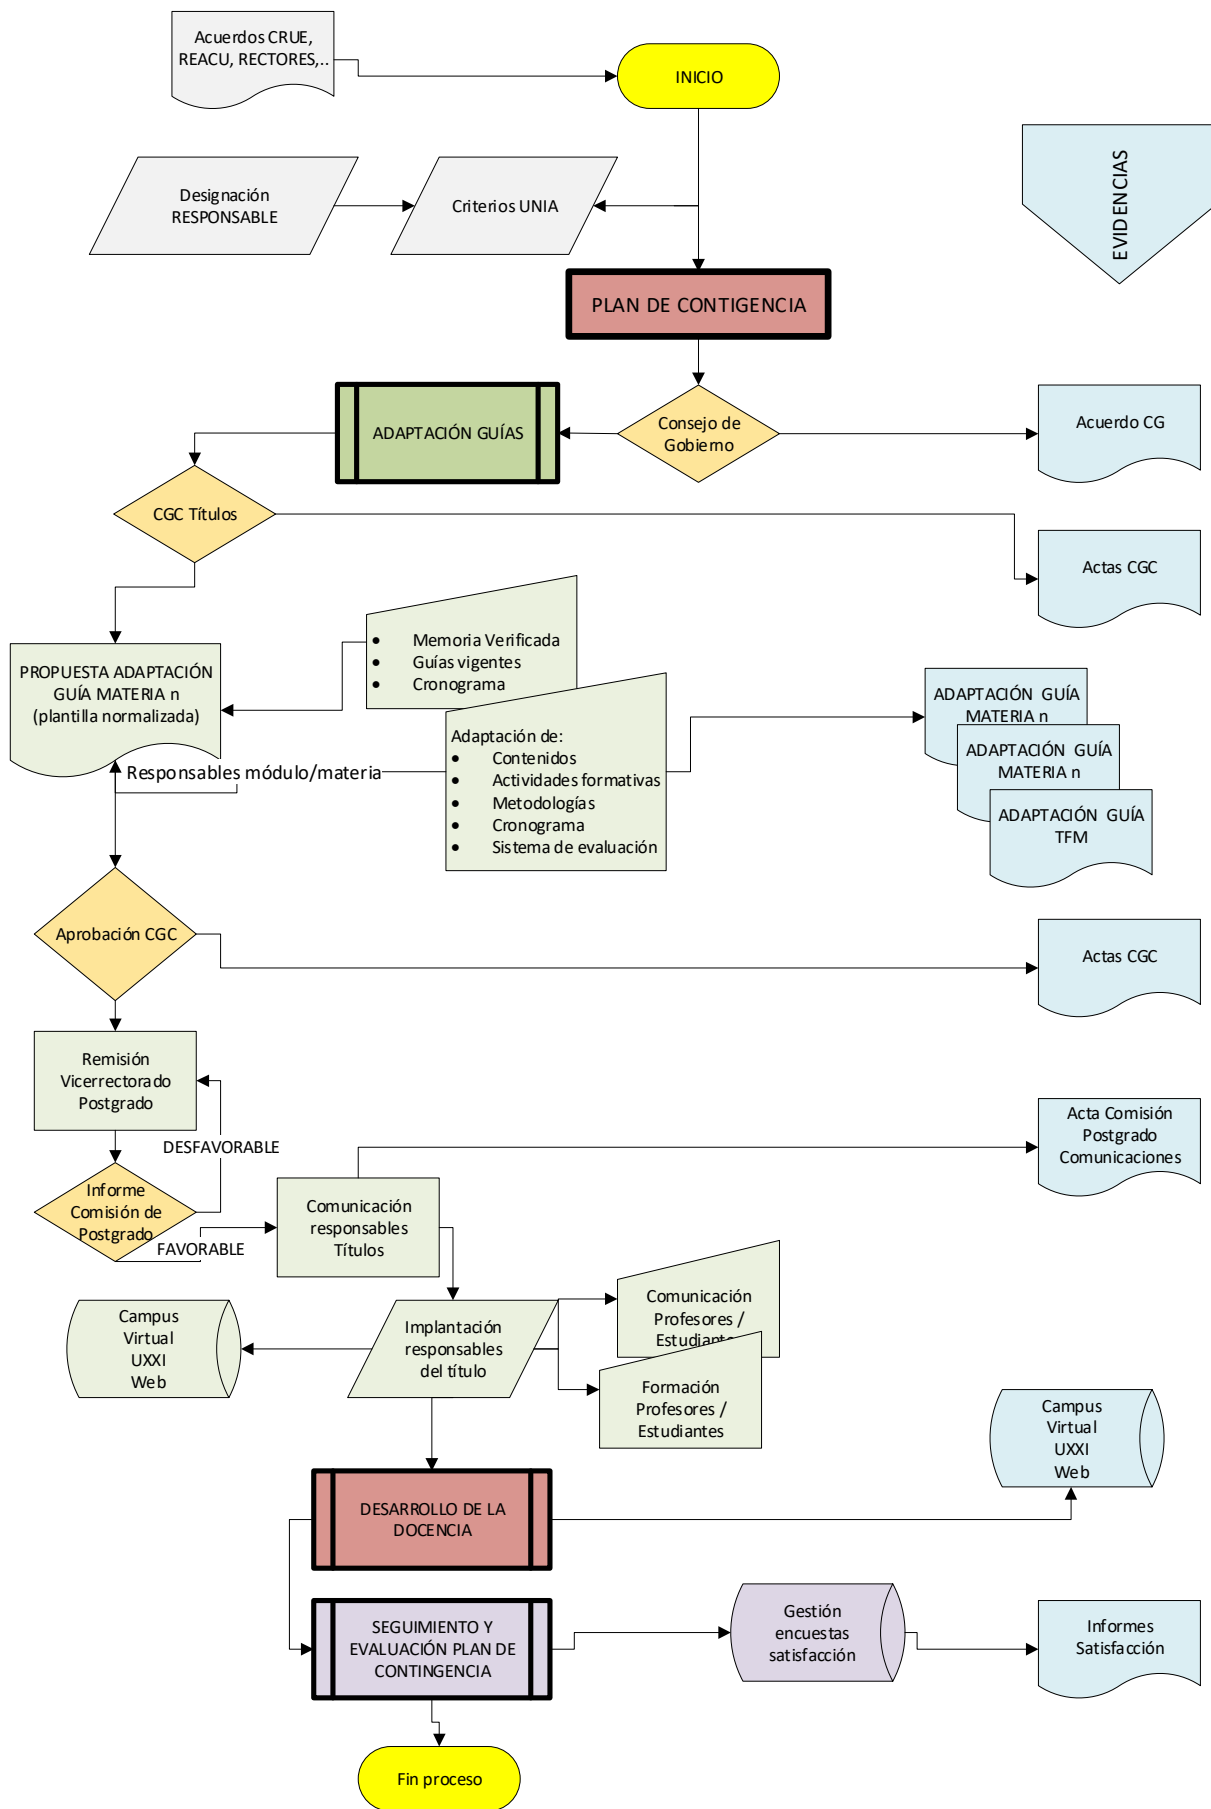 Acuerdos CRUE,
REACU, RECTORES,..
INICIO
EVIDENCIAS
Designación
RESPONSABLE
Criterios UNIA
PLAN DE CONTIGENCIA
ADAPTACIÓN GUÍAS
Consejo de
Gobierno
Acuerdo CG
CGC Títulos
Actas CGC
PROPUESTA ADAPTACIÓN
GUÍA MATERIA n
(plantilla normalizada)
• Memoria Verificada
• Guías vigentes
• Cronograma
Responsables módulo/materia
Adaptación de:
• Contenidos
• Actividades formativas
• Metodologías
• Cronograma
• Sistema de evaluación
ADAPTACIÓN GUÍA
MATERIA n
ADAPTACIÓN GUÍA
MATERIA n
ADAPTACIÓN GUÍA
TFM
Aprobación CGC
Actas CGC
Remisión
Vicerrectorado
Postgrado
DESFAVORABLE
Acta Comisión
Postgrado
Comunicaciones
Informe
Comisión de
Postgrado
FAVORABLE
Comunicación
responsables
Títulos
Campus
Virtual
UXXI
Web
Implantación
responsables
del título
Comunicación
Profesores /
Estudiante
Formación
Profesores /
Estudiantes
Campus
Virtual
UXXI
Web
DESARROLLO DE LA
DOCENCIA
SEGUIMIENTO Y
EVALUACIÓN PLAN DE
CONTINGENCIA
Gestión
encuestas
satisfacción
Informes
Satisfacción
Fin proceso